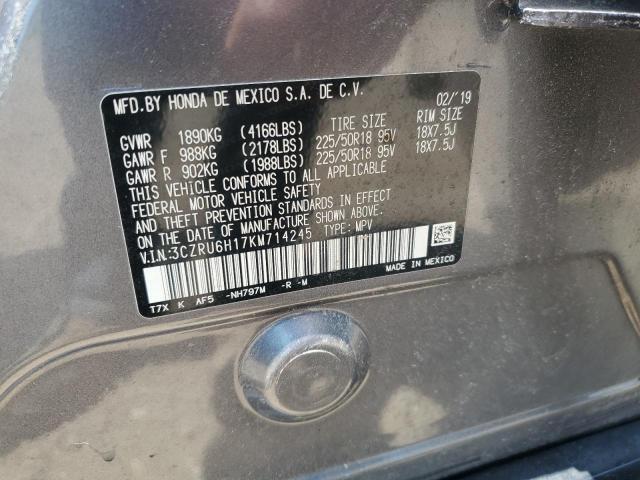 MFD.BY HONDA DE MEXICO S.A. DE C.V. 02/'19
TIRE SIZE RIM SIZE
GVWR 1890KG (4166LBS)
GAWR F 988KG (2178LBS) 225/50R18 95V 18X7.5J
GAWR R 902KG (1988LBS) 225/50R18 95V 18X7.5J
THIS VEHICLE CONFORMS TO ALL APPLICABLE
FEDERAL MOTOR VEHICLE SAFETY
AND THEFT PREVENTION STANDARDS IN EFFECT
ON THE DATE OF MANUFACTURE SHOWN ABOVE.
V.I.N:3CZRU6H17KM714245 TYPE: MPV
MADE IN MEXICO
T7X K AF5 -NH797M -R -M